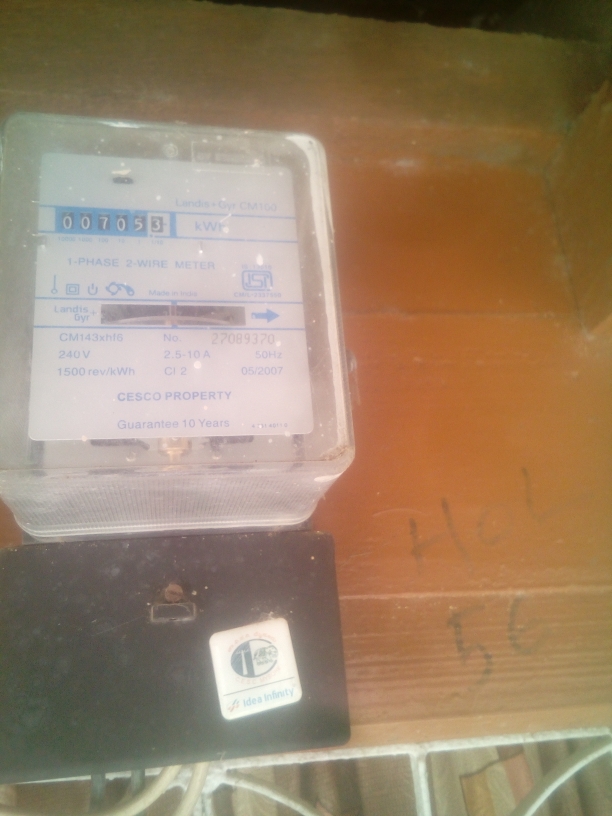 Landis+Gyr CM160
007053
kWh
1-PHASE 2-WIRE METER
ISI
Made in India
Landis+
Gyr
CM143xhf6 No 27089370
240V 2.5-10 A 50Hz
1500 rev/kWh Cl 2 05/2007
CESCO PROPERTY
Guarantee 10 Years
Idea Infinity